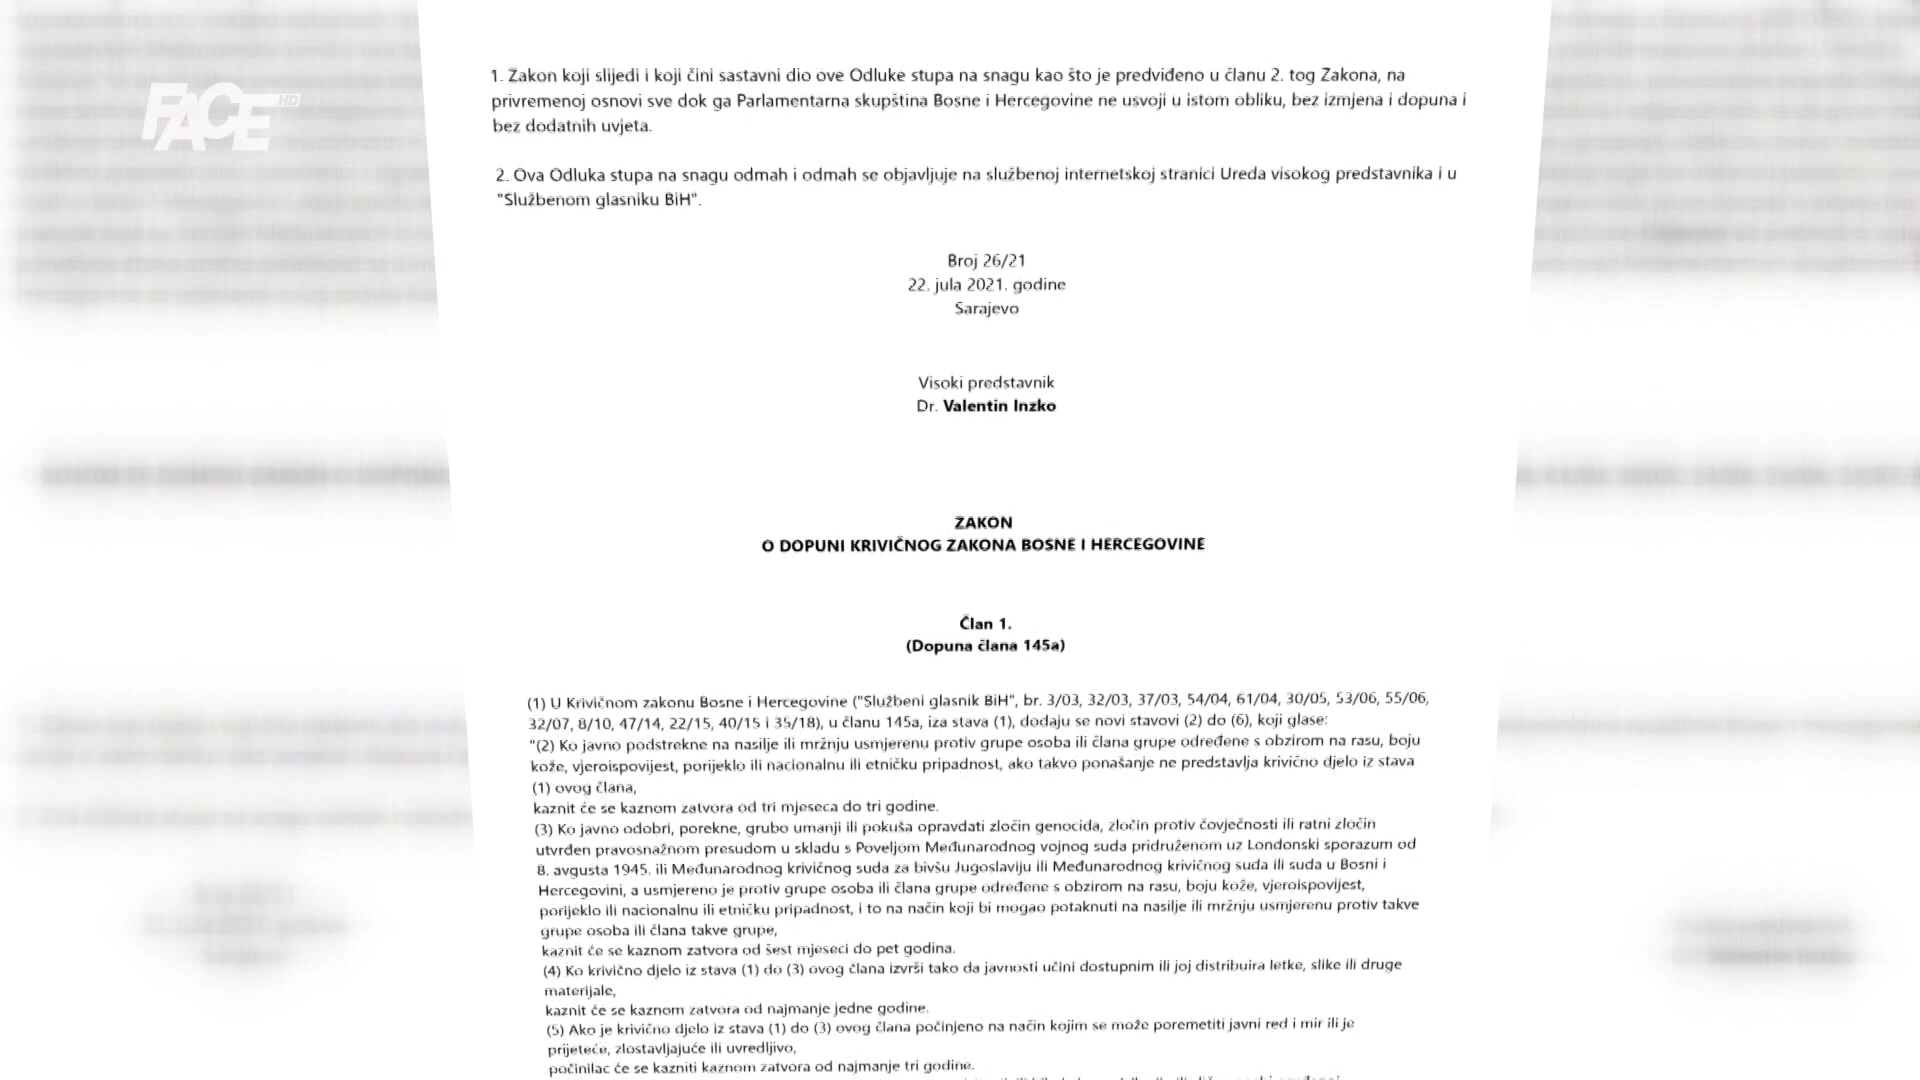 FACE HD
1. Zakon koji slijedi i koji čini sastavni dio ove Odluke stupa na snagu kao što je predviđeno u članu 2. tog Zakona, na
privremenoj osnovi sve dok ga Parlamentarna skupština Bosne i Hercegovine ne usvoji u istom obliku, bez izmjena i dopuna i
bez dodatnih uvjeta.
2. Ova Odluka stupa na snagu odmah i odmah se objavljuje na službenoj internetskoj stranici Ureda visokog predstavnika i u
"Službenom glasniku BiH".
Broj 26/21
22. jula 2021. godine
Sarajevo
Visoki predstavnik
Dr. Valentin Inzko
ZAKON
O DOPUNI KRIVIČNOG ZAKONA BOSNE I HERCEGOVINE
Član 1.
(Dopuna člana 145a)
(1) U Krivičnom zakonu Bosne i Hercegovine ("Službeni glasnik BiH", br. 3/03, 32/03, 37/03, 54/04, 61/04, 30/05, 53/06, 55/06,
32/07, 8/10, 47/14, 22/15, 40/15 i 35/18), u članu 145a, iza stava (1), dodaju se novi stavovi (2) do (6), koji glase:
"(2) Ko javno podstrekne na nasilje ili mržnju usmjerenu protiv grupe osoba ili člana grupe određene s obzirom na rasu, boju
kože, vjeroispovijest, porijeklo ili nacionalnu ili etničku pripadnost, ako takvo ponašanje ne predstavlja krivično djelo iz stava
(1) ovog člana,
kaznit će se kaznom zatvora od tri mjeseca do tri godine.
(3) Ko javno odobri, porekne, grubo umanji ili pokuša opravdati zločin genocida, zločin protiv čovječnosti ili ratni zločin
utvrđen pravosnažnom presudom u skladu s Poveljom Međunarodnog vojnog suda pridruženom uz Londonski sporazum od
8. avgusta 1945. ili Međunarodnog krivičnog suda za bivšu Jugoslaviju ili Međunarodnog krivičnog suda ili suda u Bosni i
Hercegovini, a usmjereno je protiv grupe osoba ili člana grupe određene s obzirom na rasu, boju kože, vjeroispovijest,
porijeklo ili nacionalnu ili etničku pripadnost, i to na način koji bi mogao potaknuti na nasilje ili mržnju usmjerenu protiv takve
grupe osoba ili člana takve grupe,
kaznit će se kaznom zatvora od šest mjeseci do pet godina.
(4) Ko krivično djelo iz stava (1) do (3) ovog člana izvrši tako da javnosti učini dostupnim ili joj distribuira letke, slike ili druge
materijale,
kaznit će se kaznom zatvora od najmanje jedne godine.
(5) Ako je krivično djelo iz stava (1) do (3) ovog člana počinjeno na način kojim se može poremetiti javni red i mir ili je
prijeteće, zlostavljajuće ili uvredljivo,
počinilac će se kazniti kaznom zatvora od najmanje tri godine.